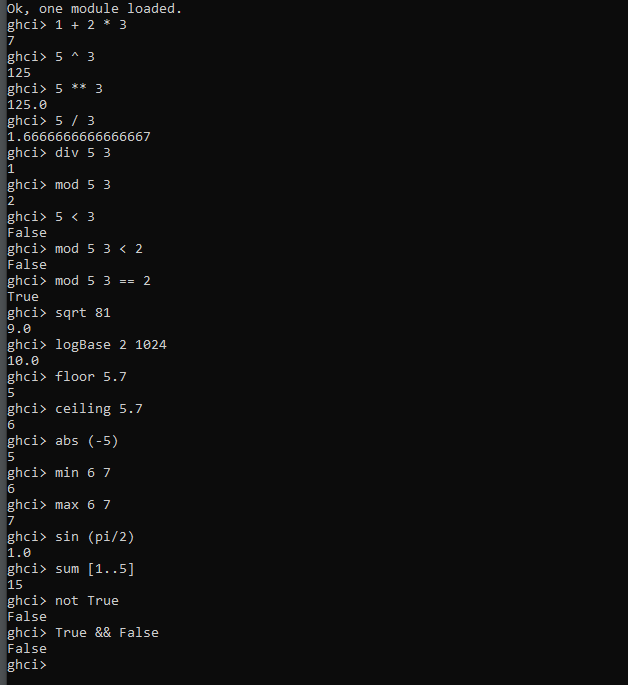 Ok, one module loaded.
ghci> 1 + 2 * 3
7
ghci> 5 ^ 3
125
ghci> 5 ** 3
125.0
ghci> 5 / 3
1.6666666666666667
ghci> div 5 3
1
ghci> mod 5 3
2
ghci> 5 < 3
False
ghci> mod 5 3 < 2
False
ghci> mod 5 3 == 2
True
ghci> sqrt 81
9.0
ghci> logBase 2 1024
10.0
ghci> floor 5.7
5
ghci> ceiling 5.7
6
ghci> abs (-5)
5
ghci> min 6 7
6
ghci> max 6 7
7
ghci> sin (pi/2)
1.0
ghci> sum [1..5]
15
ghci> not True
False
ghci> True && False
False
ghci>